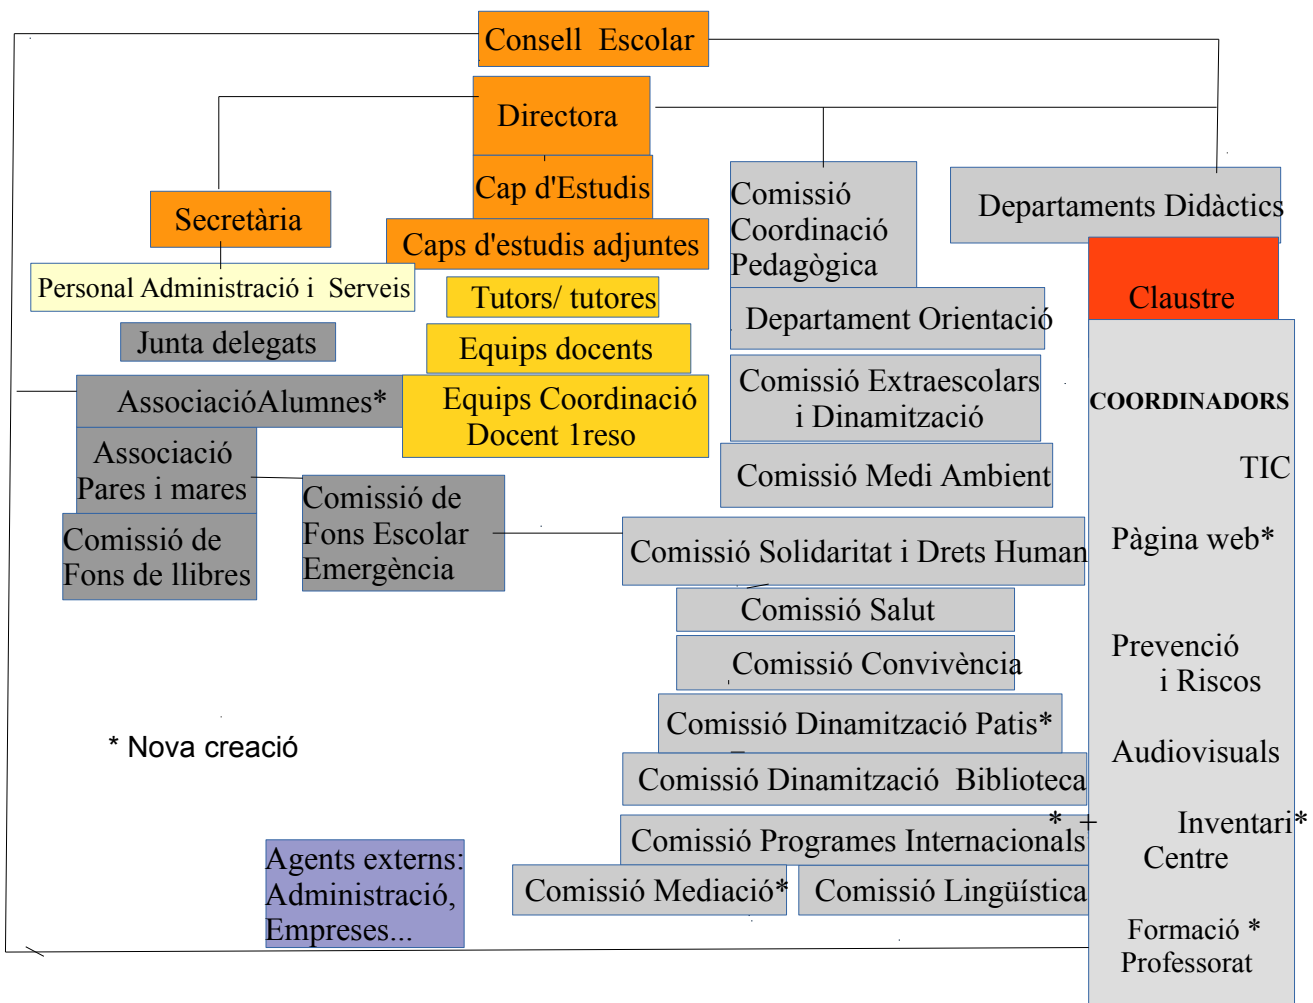 Consell Escolar
Directora
Cap d'Estudis
Secretària
Caps d'estudis adjuntes
Comissió
Coordinació
Pedagògica
Departaments Didàctics
Personal Administració i Serveis
Tutors/ tutores
Claustre
Junta delegats
Equips docents
Departament Orientació
AssociacióAlumnes*
Equips Coordinació
Docent 1reso
Comissió Extraescolars
i Dinamització
COORDINADORS
Associació
Pares i mares
Comissió de
Fons Escolar
Emergència
Comissió Medi Ambient
TIC
Comissió de
Fons de llibres
Comissió Solidaritat i Drets Human
Pàgina web*
Comissió Salut
Comissió Convivència
Prevenció
i Riscos
Comissió Dinamització Patis*
* Nova creació
Audiovisuals
Comissió Dinamització Biblioteca
* +
Comissió Programes Internacionals
Inventari*
Centre
Agents externs:
Administració,
Empreses...
Comissió Mediació*
Comissió Lingüística
Formació *
Professorat